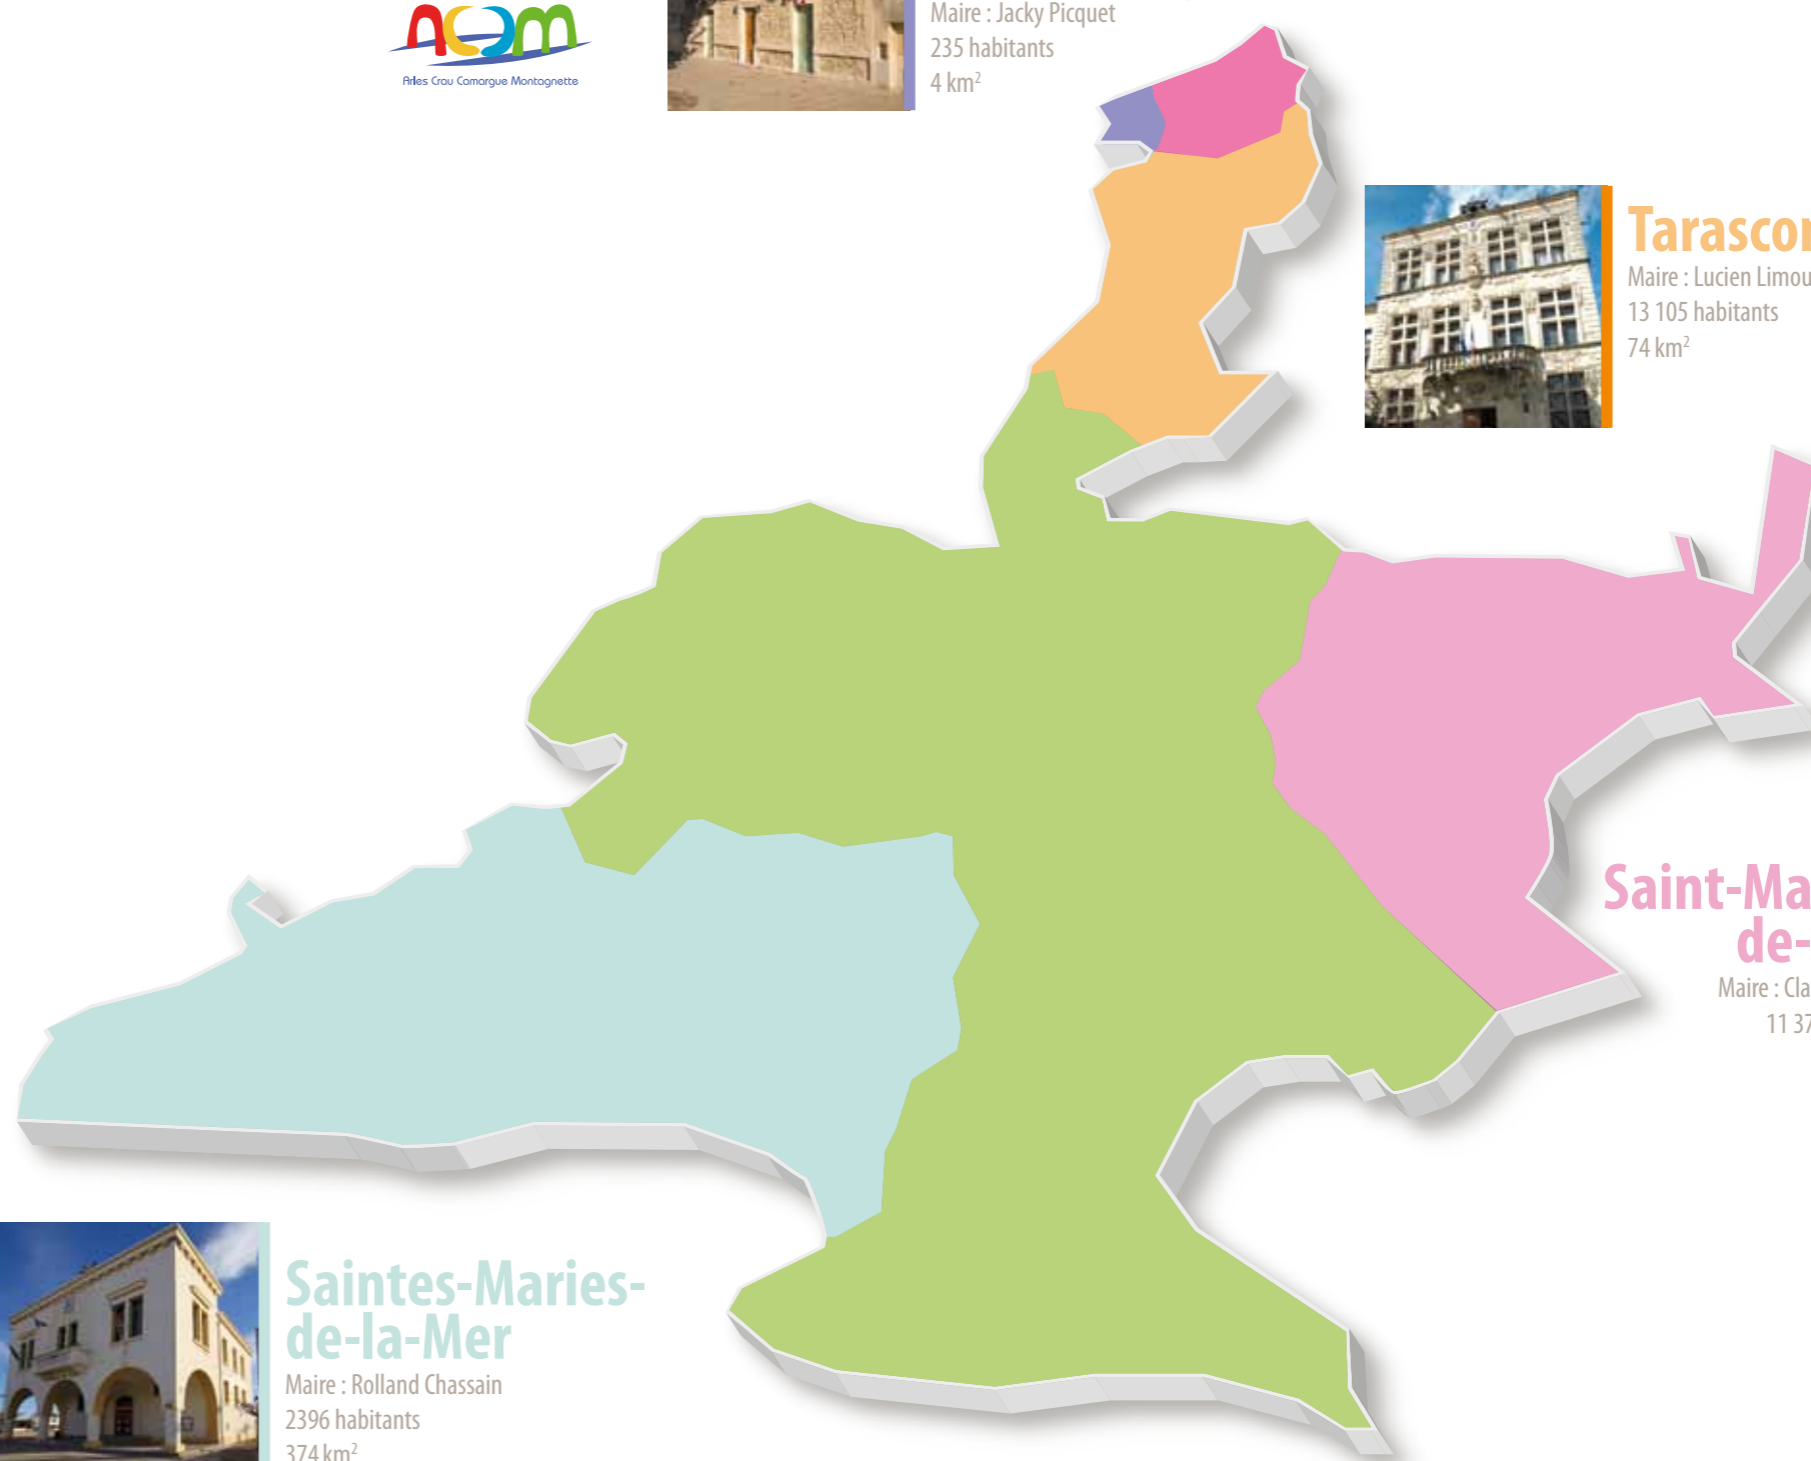 ACCM
Arles Crau Camargue Montagnette
Maire : Jacky Picquet
235 habitants
4 km²
Tarascon
Maire : Lucien Limou
13 105 habitants
74 km²
Saint-Ma
de-
Maire : Cla
11 37
Saintes-Maries-
de-la-Mer
Maire : Rolland Chassain
2396 habitants
374 km²